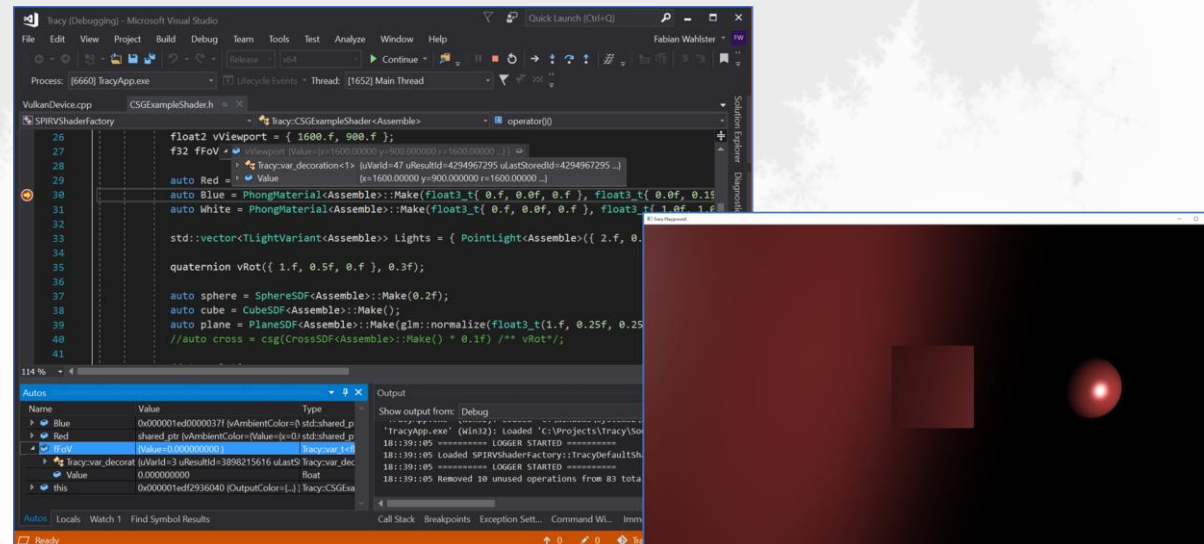 Tracy (Debugging) - Microsoft Visual Studio
Quick Launch (Ctrl+Q)
File Edit View Project Build Debug Team Tools Test Analyze Window Help
Fabian Wahlster FW
Release x64 Continue
Process: [6660] TracyApp.exe Lifecycle Events Thread: [1652] Main Thread
VulkanDevice.cpp CSGExampleShader.h
SPIRVShaderFactory Tracy::CSGExampleShader<Assemble> operator()()
26 float2 vViewport = { 1600.f, 900.f };
27 f32 fFoV vViewport {Value={x=1600.00000 y=900.000000 r=1600.00000 ...} }
28 Tracy::var_decoration<1> {uVarId=47 uResultId=4294967295 uLastStoredId=4294967295 ...}
29 auto Red = Value {x=1600.00000 y=900.000000 r=1600.00000 ...}
30 auto Blue = PhongMaterial<Assemble>::Make(float3_t{ 0.f, 0.0f, 0.f }, float3_t{ 0.0f, 0.19
31 auto White = PhongMaterial<Assemble>::Make(float3_t{ 0.f, 0.0f, 0.f }, float3_t{ 1.0f, 1.0
32
33 std::vector<TLightVariant<Assemble>> Lights = { PointLight<Assemble>({ 2.f, 0.
34
35 quaternion vRot({ 1.f, 0.5f, 0.f }, 0.3f);
36
37 auto sphere = SphereSDF<Assemble>::Make(0.2f);
38 auto cube = CubeSDF<Assemble>::Make();
39 auto plane = PlaneSDF<Assemble>::Make(glm::normalize(float3_t(1.f, 0.25f, 0.25
40 //auto cross = csg(CrossSDF<Assemble>::Make() * 0.1f) /** vRot*/;
41
114 %
Solution Explorer
Diagnostic
Tracy Playground
Autos
Name Value Type
Blue 0x000001ed0000037f {vAmbientColor={ std::shared_p
Red shared_ptr {vAmbientColor={Value={x=0. std::shared_p
fFoV {Value=0.000000000 } Tracy::var_t<fl
Tracy::var_decorat {uVarId=3 uResultId=3898215616 uLastS Tracy::var_dec
Value 0.000000000 float
this 0x000001edf2936040 {OutputColor={...} } Tracy::CSGExa
Autos Locals Watch 1 Find Symbol Results
Output
Show output from: Debug
'TracyApp.exe' (Win32): Loaded 'C:\Projects\Tracy\So
18::39::05 ========== LOGGER STARTED ==========
18::39::05 Loaded SPIRVShaderFactory::TracyDefaultSh
18::39::05 ========== LOGGER STARTED ==========
18::39::05 Removed 10 unused operations from 83 tota
Call Stack Breakpoints Exception Sett... Command Wi... Imm
Ready 0 0 Tra